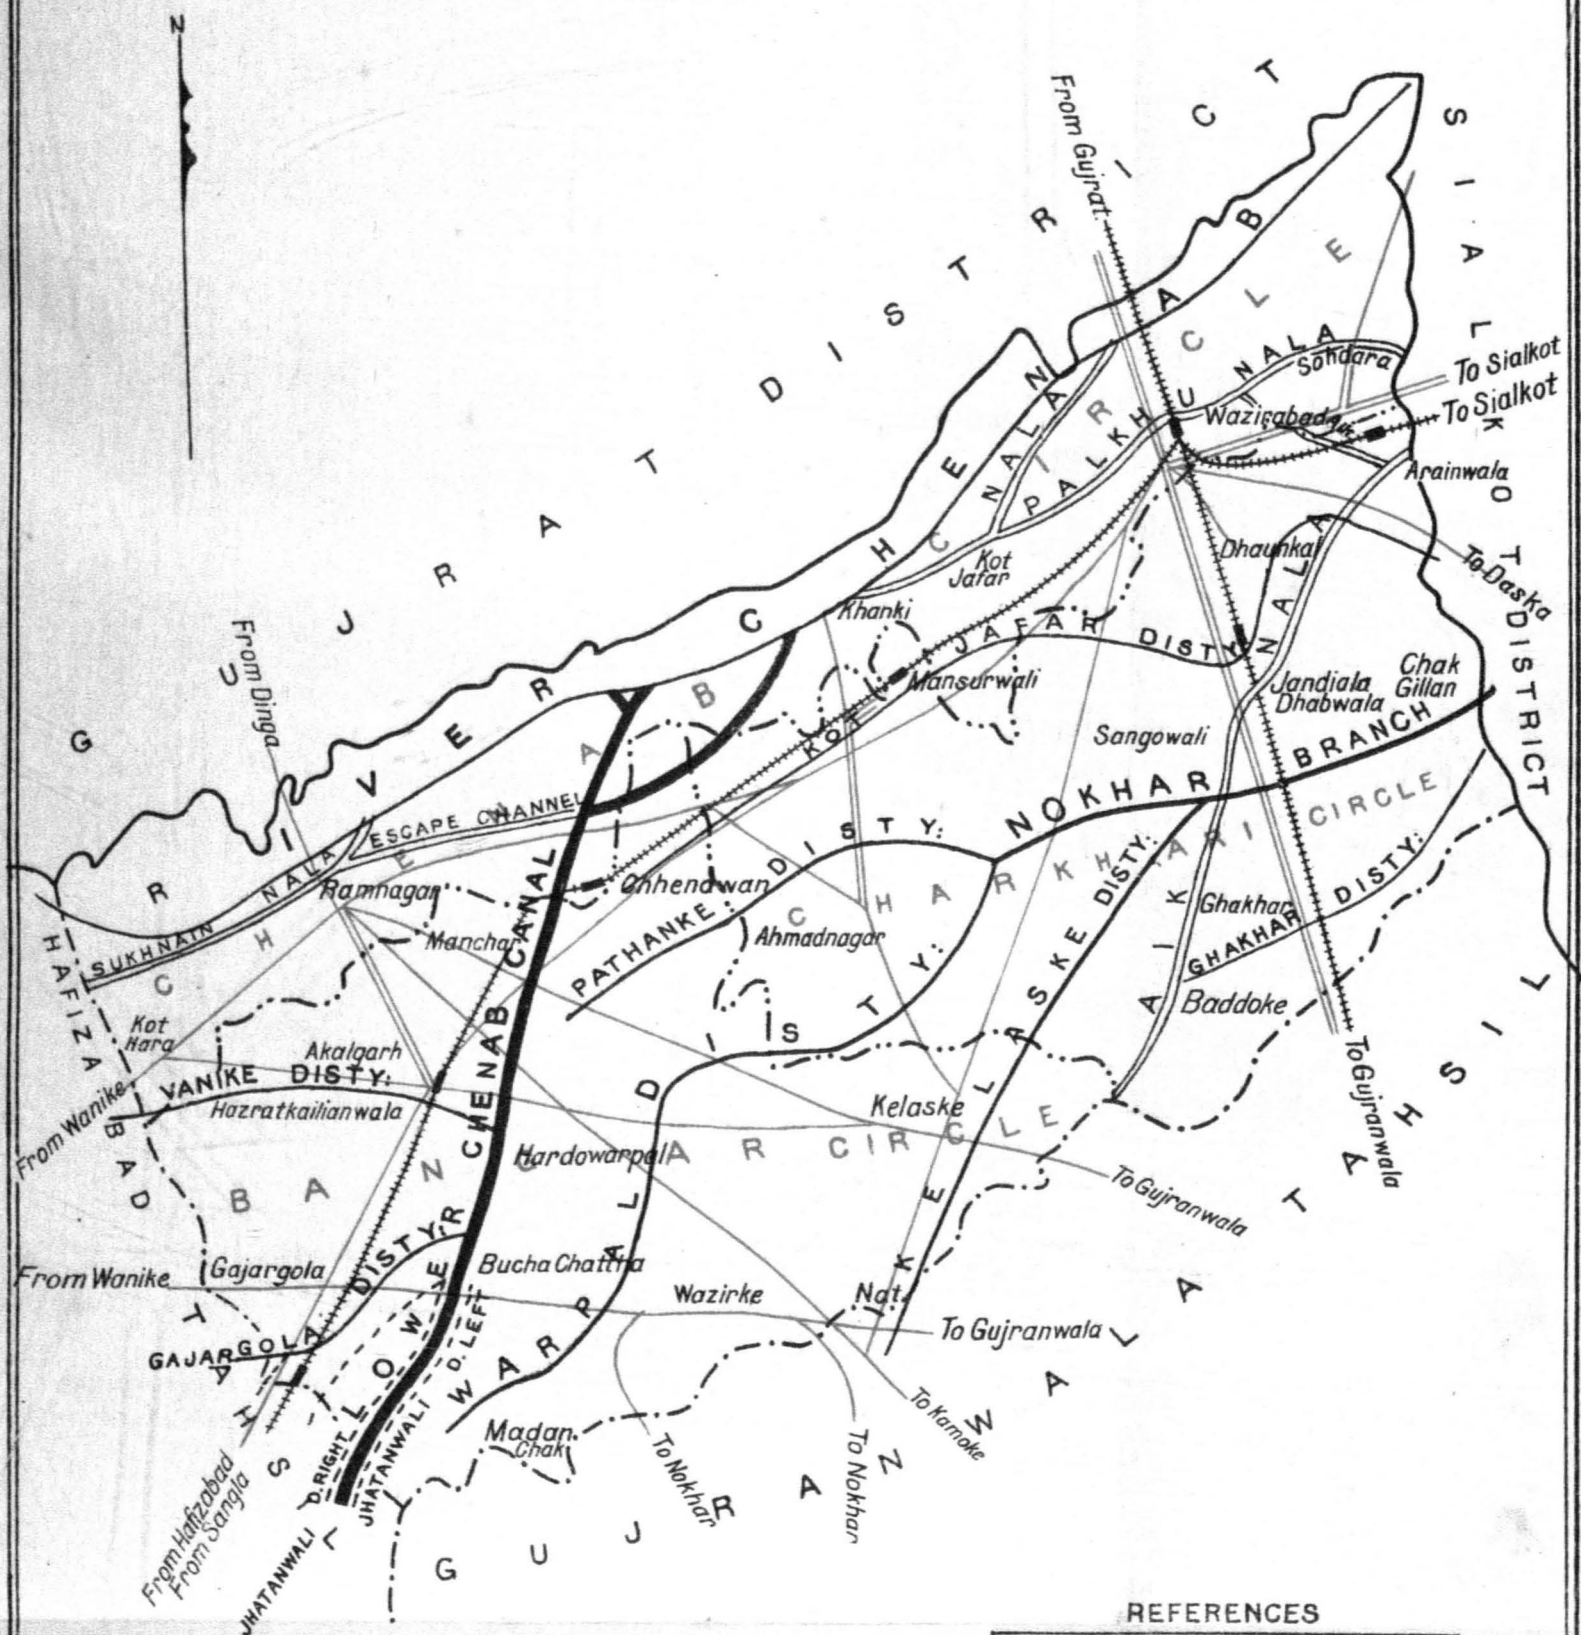 N
GUJRAT DISTRICT
SIALKOT DISTRICT
From Gujrat.
RIVER CHENAB
CHENAB CIRCLE
NALA
PALKHU NALA
Sohdara
To Sialkot
To Sialkot
Wazirabad
Arainwala
To Daska
Dhaunkal
Kot Jafar
Khanki
KOT JAFAR DISTY:
Mansurwali
AIK NALA
Jandiala
Dhabwala
Chak
Gillan
Sangowali
NOKHAR BRANCH
CHARKHARI CIRCLE
From Dinga
ESCAPE CHANNEL
SUKHNAIN NALA
Ramnagar
Chhenawan
Manchar
PATHANKE DISTY:
Ahmadnagar
Ghakhar
GHAKHAR DISTY:
Baddoke
Kot
Hara
Akalgarh
VANIKE DISTY:
Hazratkailianwala
From Wanike
HAFIZABAD TAHSIL
LOWER CHENAB CANAL
Kelaske
KELASKE DISTY:
BANGAR CIRCLE
Hardowarpal
To Gujranwala
To Gujranwala
From Wanike
Gajargola
GAJARGOLA DISTY:
Bucha Chattha
WARPAL DISTY:
Wazirke
Nat.
To Gujranwala
To Kamoke
To Nokhar
To Nokhar
Madan
Chak
D. LEFT
JHATANWALI
D. RIGHT
JHATANWALI
From Hafizabad
From Sangla
GUJRANWALA TAHSIL
REFERENCES